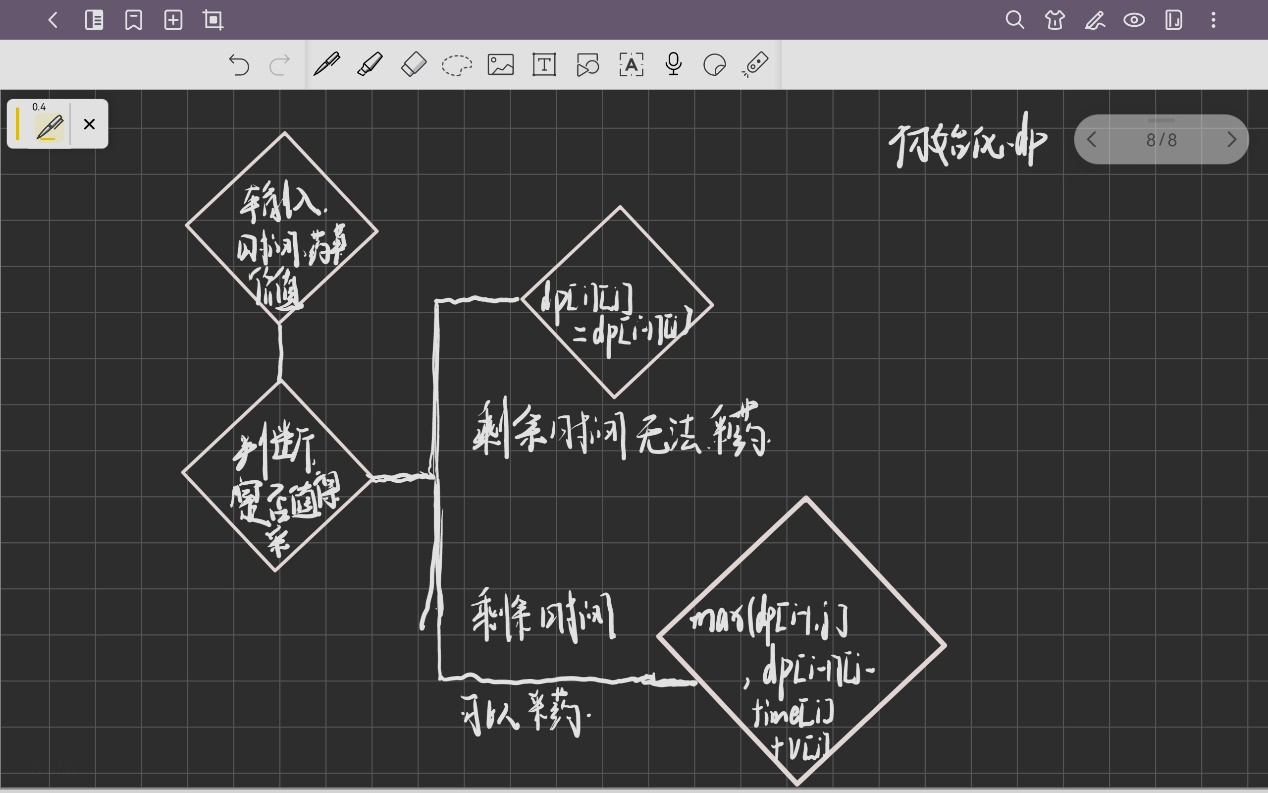 0.4
初始化dp
8/8
输入
时间,药草
价值
dp[i][j]
=dp[i-1][j]
判断
是否值得
采
剩余时间无法采药
剩余时间
可以采药.
max(dp[i-1,j]
,dp[i-1][j-
time[i]
+v[i]